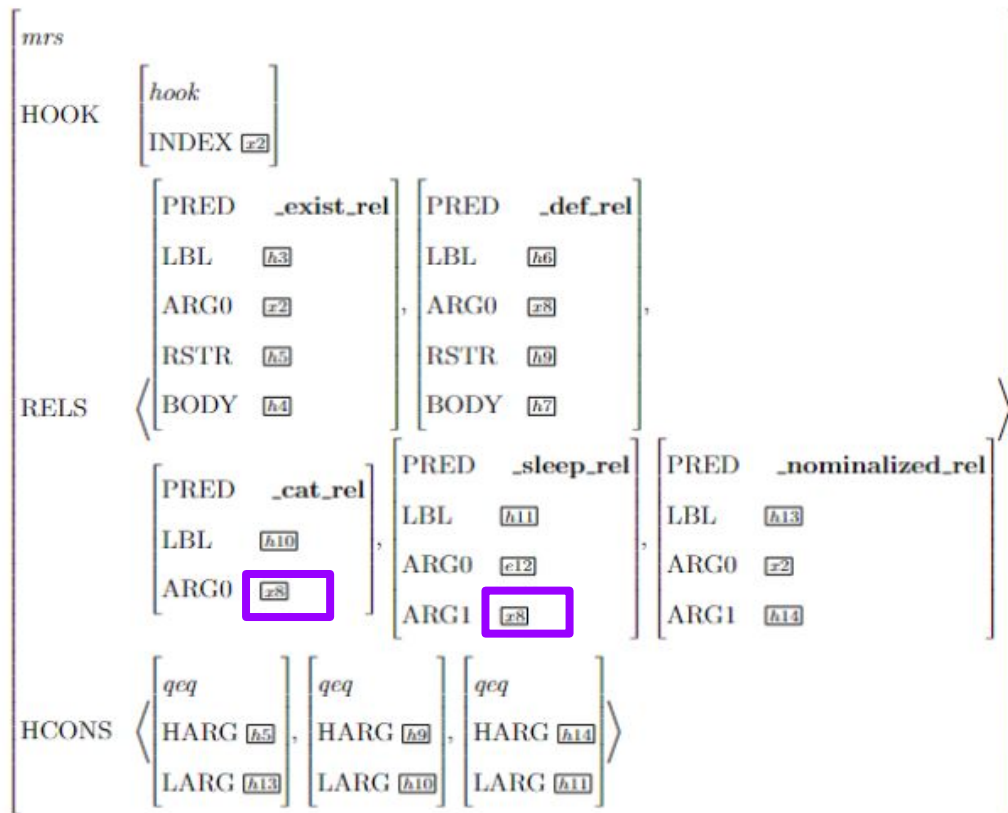 mrs
HOOK
hook
INDEX x2
RELS
PRED _exist_rel
LBL h3
ARG0 x2
RSTR h5
BODY h4
,
PRED _def_rel
LBL h6
ARG0 x8
RSTR h9
BODY h7
,
PRED _cat_rel
LBL h10
ARG0 x8
,
PRED _sleep_rel
LBL h11
ARG0 e12
ARG1 x8
,
PRED _nominalized_rel
LBL h13
ARG0 x2
ARG1 h14
HCONS
qeq
HARG h5
LARG h13
,
qeq
HARG h9
LARG h10
,
qeq
HARG h14
LARG h11